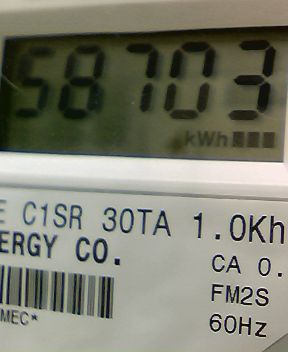 58703
kWh
E C1SR 30TA 1.0Kh
ERGY CO.
CA 0.
FM2S
MEC*
60Hz